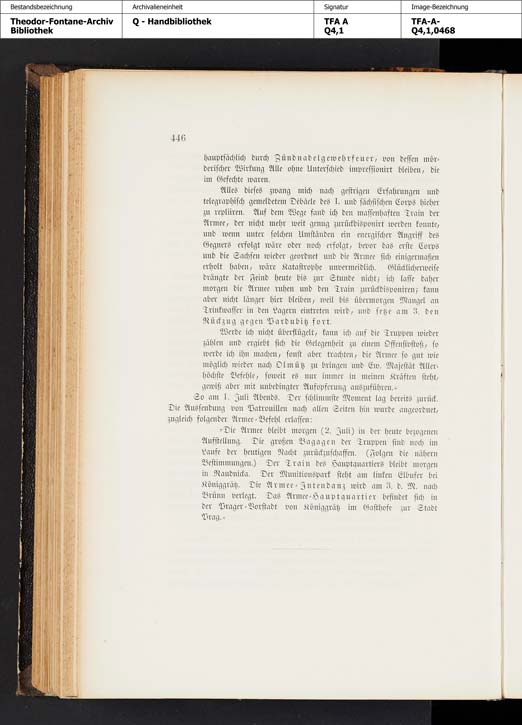 Bestandsbezeichnung
Archivalieneinheit
Signatur
Image-Bezeichnung
Theodor-Fontane-Archiv
Bibliothek
Q - Handbibliothek
TFA A
Q4,1
TFA-A-
Q4,1,0468
446
hauptsächlich durch Zündnadelgewehrfeuer, von dessen mör-
derischer Wirkung Alle ohne Unterschied impressionirt bleiben, die
im Gefechte waren.
Alles dieses zwang mich nach gestrigen Erfahrungen und
telegraphisch gemeldetem Débâcle des 1. und sächsischen Corps hieher
zu repliiren. Auf dem Wege fand ich den massenhaften Train der
Armee, der nicht mehr weit genug zurückdisponirt werden konnte,
und wenn unter solchen Umständen ein energischer Angriff des
Gegners erfolgt wäre oder noch erfolgt, bevor das erste Corps
und die Sachsen wieder geordnet und die Armee sich einigermaßen
erholt haben, wäre Katastrophe unvermeidlich. Glücklicherweise
drängte der Feind heute bis zur Stunde nicht; ich lasse daher
morgen die Armee ruhen und den Train zurückdisponiren; kann
aber nicht länger hier bleiben, weil bis übermorgen Mangel an
Trinkwasser in den Lagern eintreten wird, und setze am 3. den
Rückzug gegen Pardubitz fort.
Werde ich nicht überflügelt, kann ich auf die Truppen wieder
zählen und ergiebt sich die Gelegenheit zu einem Offensivstoß, so
werde ich ihn machen, sonst aber trachten, die Armee so gut wie
möglich wieder nach Olmütz zu bringen und Ew. Majestät Aller-
höchste Befehle, soweit es nur immer in meinen Kräften steht,
gewiß aber mit unbedingter Aufopferung auszuführen.«
So am 1. Juli Abends. Der schlimmste Moment lag bereits zurück.
Die Aussendung von Patrouillen nach allen Seiten hin wurde angeordnet,
zugleich folgender Armee-Befehl erlassen:
»Die Armee bleibt morgen (2. Juli) in der heute bezogenen
Aufstellung. Die großen Bagagen der Truppen sind noch im
Laufe der heutigen Nacht zurückzuschaffen. (Folgen die nähern
Bestimmungen.) Der Train des Hauptquartiers bleibt morgen
in Raudnicka. Der Munitionspark steht am linken Elbufer bei
Königgrätz. Die Armee-Intendanz wird am 3. d. M. nach
Brünn verlegt. Das Armee-Hauptquartier befindet sich in
der Prager-Vorstadt von Königgrätz im Gasthofe zur Stadt
Prag.«